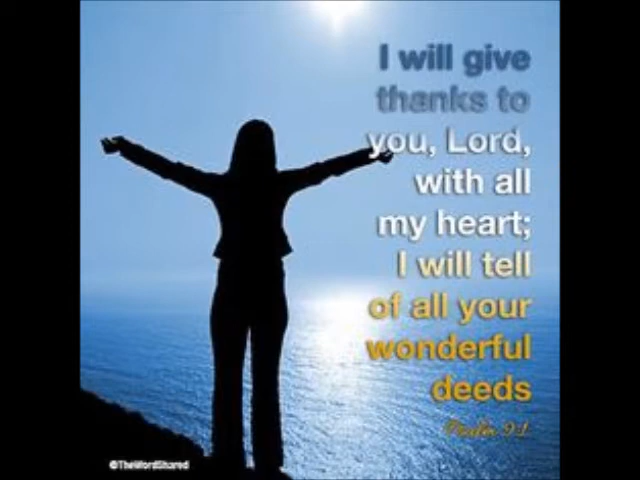 I will give
thanks to
you, Lord,
with all
my heart;
I will tell
of all your
wonderful
deeds
Psalm 9:1
©TheWordShared